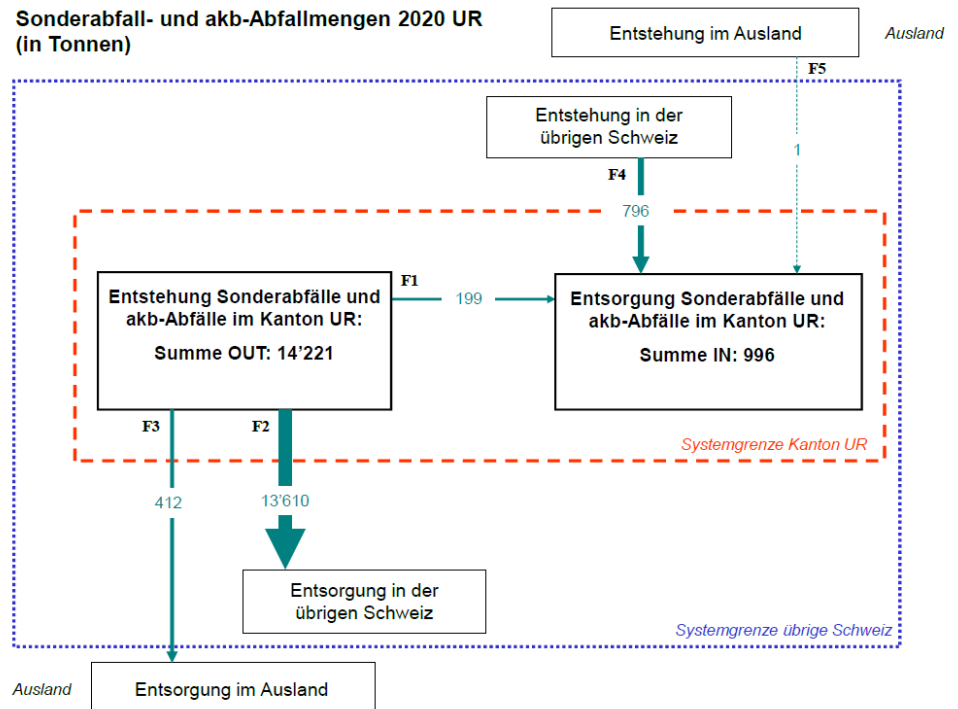 Sonderabfall- und akb-Abfallmengen 2020 UR
(in Tonnen)
Entstehung im Ausland
Ausland
F5
Entstehung in der
übrigen Schweiz
1
F4
796
F1
Entstehung Sonderabfälle und
akb-Abfälle im Kanton UR:
Summe OUT: 14’221
199
Entsorgung Sonderabfälle und
akb-Abfälle im Kanton UR:
Summe IN: 996
F3
F2
Systemgrenze Kanton UR
412
13’610
Entsorgung in der
übrigen Schweiz
Systemgrenze übrige Schweiz
Ausland
Entsorgung im Ausland